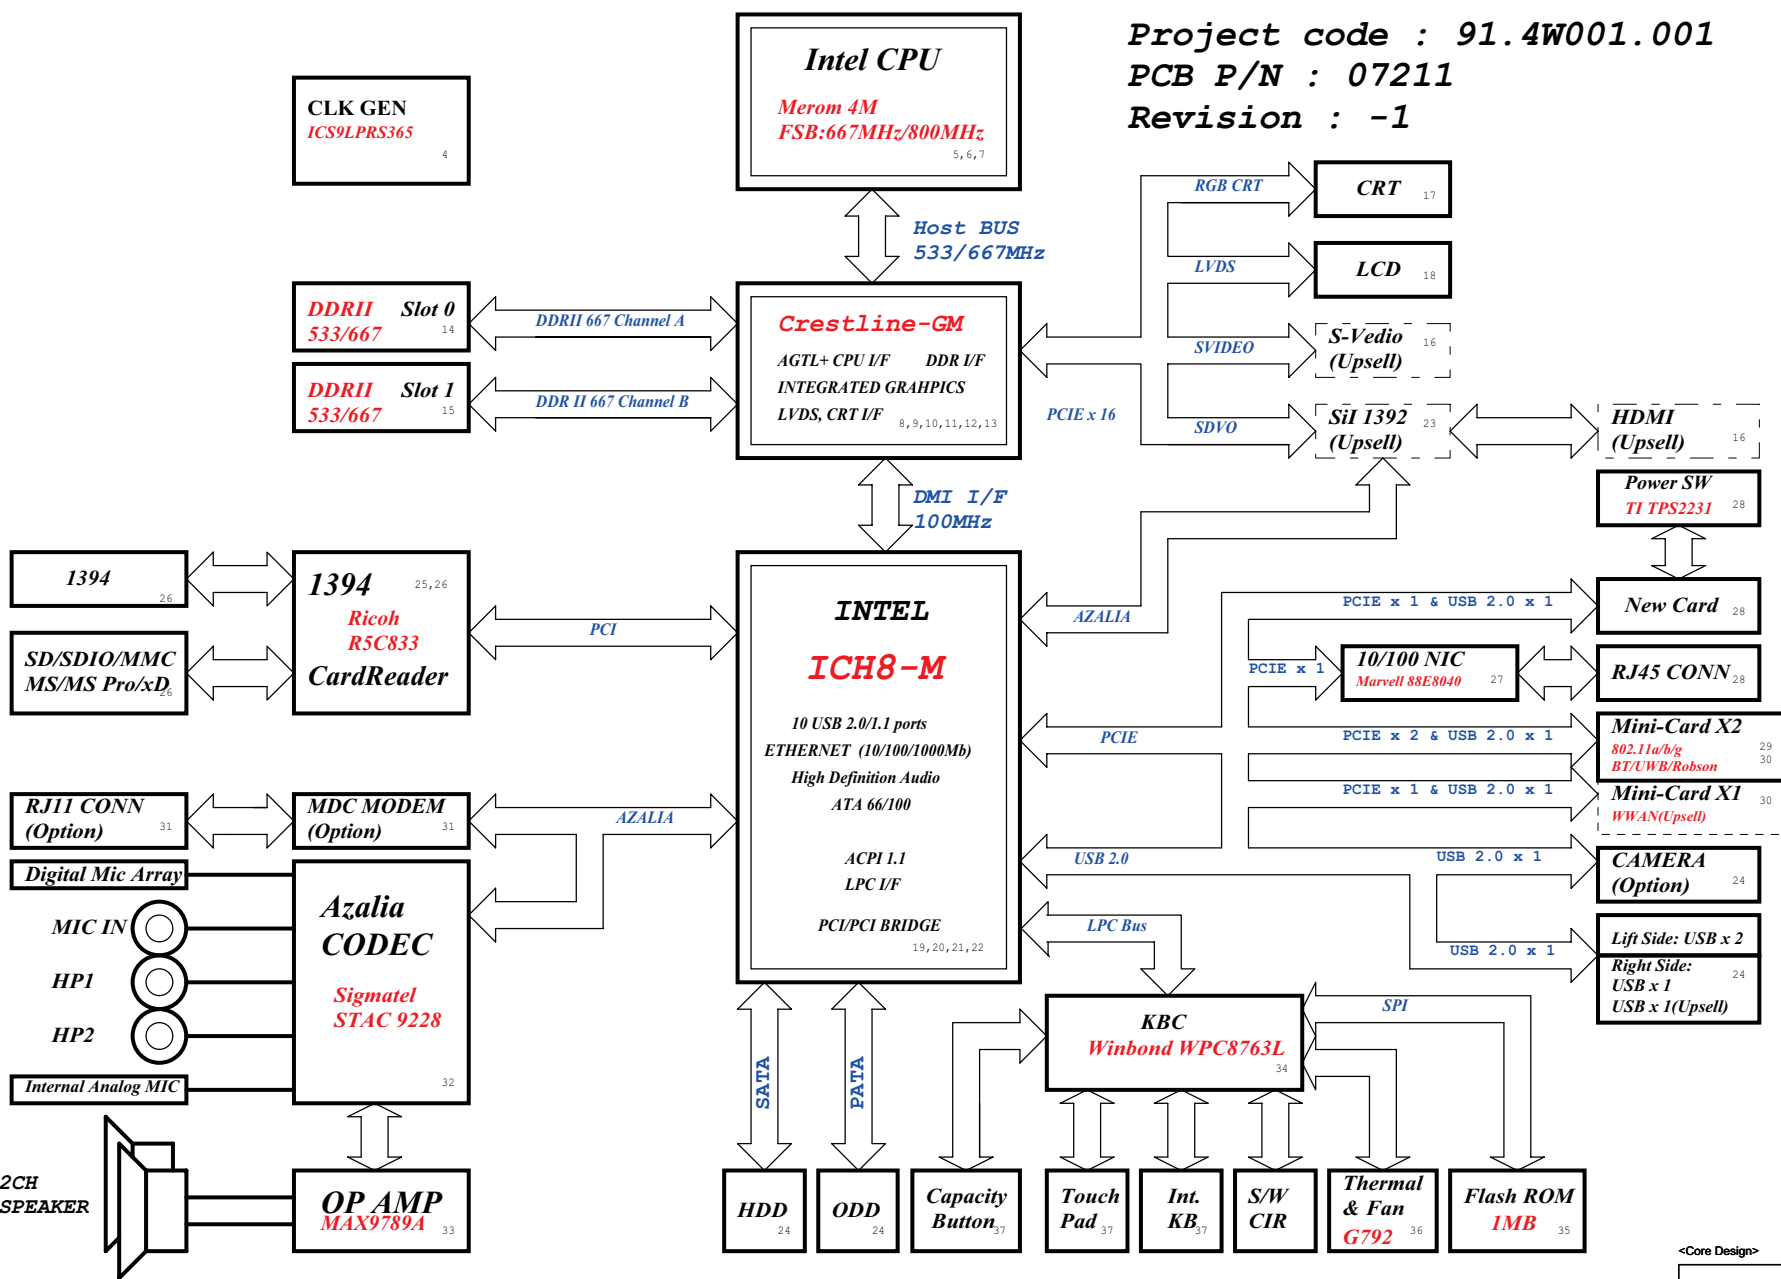 Project code : 91.4W001.001
PCB P/N : 07211
Revision : -1
Intel CPU
Merom 4M
FSB:667MHz/800MHz
5,6,7
CLK GEN
ICS9LPRS365
4
Host BUS
533/667MHz
RGB CRT
CRT 17
LVDS
LCD 18
SVIDEO
S-Vedio 16
(Upsell)
PCIE x 16
SDVO
SiI 1392 23
(Upsell)
HDMI
(Upsell) 16
DDRII Slot 0
533/667 14
DDRII 667 Channel A
DDRII Slot 1
533/667 15
DDR II 667 Channel B
Crestline-GM
AGTL+ CPU I/F DDR I/F
INTEGRATED GRAHPICS
LVDS, CRT I/F 8,9,10,11,12,13
DMI I/F
100MHz
Power SW
TI TPS2231 28
1394
26
1394 25,26
Ricoh
R5C833
CardReader
SD/SDIO/MMC
MS/MS Pro/xD
26
PCI
INTEL
ICH8-M
10 USB 2.0/1.1 ports
ETHERNET (10/100/1000Mb)
High Definition Audio
ATA 66/100
ACPI 1.1
LPC I/F
PCI/PCI BRIDGE
19,20,21,22
AZALIA
PCIE x 1 & USB 2.0 x 1
New Card 28
PCIE x 1
10/100 NIC
Marvell 88E8040 27
RJ45 CONN 28
PCIE
PCIE x 2 & USB 2.0 x 1
Mini-Card X2
802.11a/b/g 29
BT/UWB/Robson 30
PCIE x 1 & USB 2.0 x 1
Mini-Card X1 30
WWAN(Upsell)
USB 2.0
USB 2.0 x 1
CAMERA
(Option) 24
USB 2.0 x 1
Lift Side: USB x 2
Right Side: 24
USB x 1
USB x 1(Upsell)
RJ11 CONN
(Option) 31
MDC MODEM
(Option) 31
AZALIA
Digital Mic Array
MIC IN
HP1
HP2
Internal Analog MIC
Azalia
CODEC
Sigmatel
STAC 9228
32
2CH
SPEAKER
OP AMP
MAX9789A 33
LPC Bus
KBC
Winbond WPC8763L
34
SPI
SATA
PATA
HDD
24
ODD
24
Capacity
Button 37
Touch
Pad 37
Int.
KB 37
S/W
CIR
Thermal
& Fan
G792 36
Flash ROM
1MB
35
<Core Design>